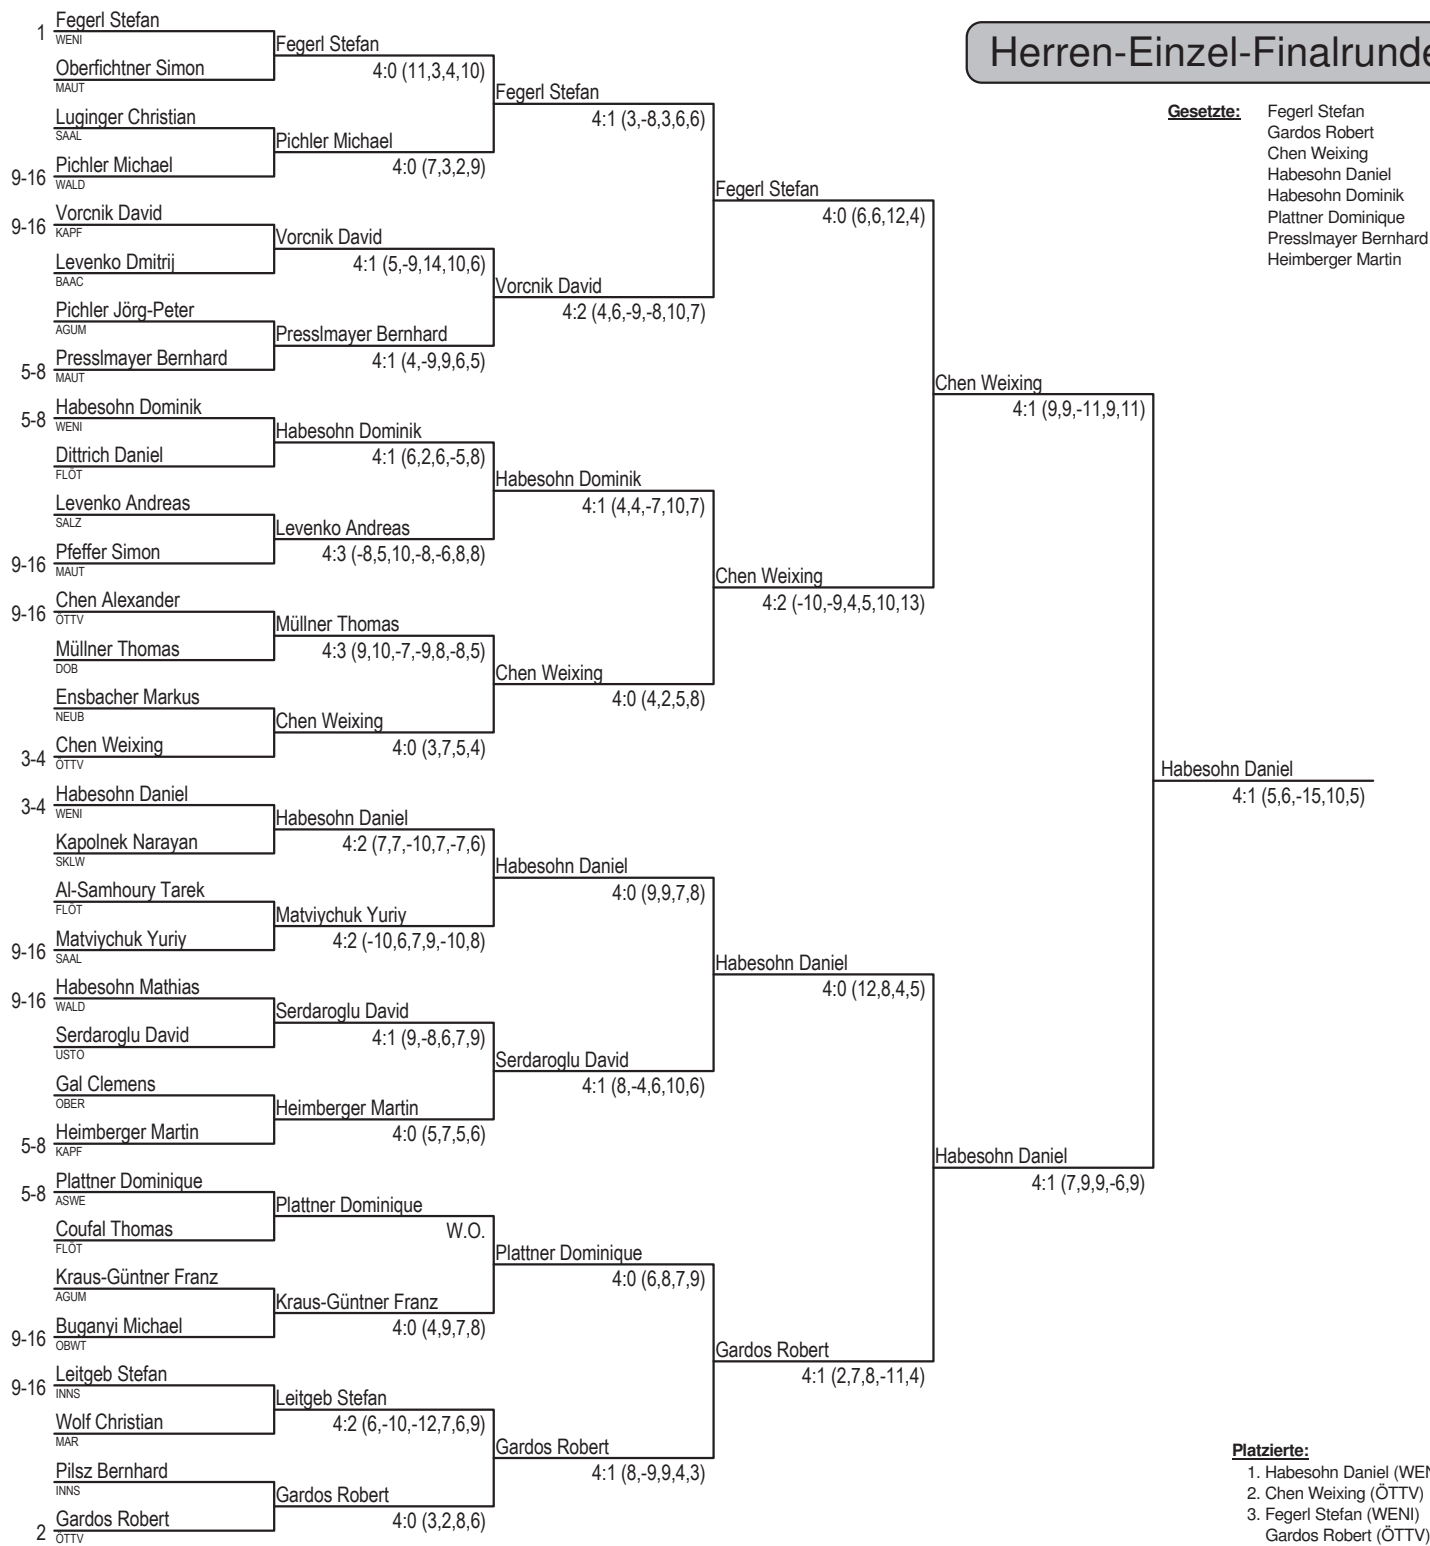 Herren-Einzel-Finalrunde
Gesetzte: Fegerl Stefan
Gardos Robert
Chen Weixing
Habesohn Daniel
Habesohn Dominik
Plattner Dominique
Presslmayer Bernhard
Heimberger Martin
1 Fegerl Stefan
WENI
Oberfichtner Simon
MAUT
Luginger Christian
SAAL
9-16 Pichler Michael
WALD
9-16 Vorcnik David
KAPF
Levenko Dmitrij
BAAC
Pichler Jörg-Peter
AGUM
5-8 Presslmayer Bernhard
MAUT
5-8 Habesohn Dominik
WENI
Dittrich Daniel
FLÖT
Levenko Andreas
SALZ
9-16 Pfeffer Simon
MAUT
9-16 Chen Alexander
ÖTTV
Müllner Thomas
DOB
Ensbacher Markus
NEUB
3-4 Chen Weixing
ÖTTV
3-4 Habesohn Daniel
WENI
Kapolnek Narayan
SKLW
Al-Samhoury Tarek
FLÖT
9-16 Matviychuk Yuriy
SAAL
9-16 Habesohn Mathias
WALD
Serdaroglu David
USTO
Gal Clemens
OBER
5-8 Heimberger Martin
KAPF
5-8 Plattner Dominique
ASWE
Coufal Thomas
FLÖT
Kraus-Güntner Franz
AGUM
9-16 Buganyi Michael
OBWT
9-16 Leitgeb Stefan
INNS
Wolf Christian
MAR
Pilsz Bernhard
INNS
2 Gardos Robert
ÖTTV
Fegerl Stefan
4:0 (11,3,4,10)
Pichler Michael
4:0 (7,3,2,9)
Vorcnik David
4:1 (5,-9,14,10,6)
Presslmayer Bernhard
4:1 (4,-9,9,6,5)
Habesohn Dominik
4:1 (6,2,6,-5,8)
Levenko Andreas
4:3 (-8,5,10,-8,-6,8,8)
Müllner Thomas
4:3 (9,10,-7,-9,8,-8,5)
Chen Weixing
4:0 (3,7,5,4)
Habesohn Daniel
4:2 (7,7,-10,7,-7,6)
Matviychuk Yuriy
4:2 (-10,6,7,9,-10,8)
Serdaroglu David
4:1 (9,-8,6,7,9)
Heimberger Martin
4:0 (5,7,5,6)
Plattner Dominique
W.O.
Kraus-Güntner Franz
4:0 (4,9,7,8)
Leitgeb Stefan
4:2 (6,-10,-12,7,6,9)
Gardos Robert
4:0 (3,2,8,6)
Fegerl Stefan
4:1 (3,-8,3,6,6)
Vorcnik David
4:2 (4,6,-9,-8,10,7)
Habesohn Dominik
4:1 (4,4,-7,10,7)
Chen Weixing
4:0 (4,2,5,8)
Habesohn Daniel
4:0 (9,9,7,8)
Serdaroglu David
4:1 (8,-4,6,10,6)
Plattner Dominique
4:0 (6,8,7,9)
Gardos Robert
4:1 (8,-9,9,4,3)
Fegerl Stefan
4:0 (6,6,12,4)
Chen Weixing
4:2 (-10,-9,4,5,10,13)
Habesohn Daniel
4:0 (12,8,4,5)
Gardos Robert
4:1 (2,7,8,-11,4)
Chen Weixing
4:1 (9,9,-11,9,11)
Habesohn Daniel
4:1 (7,9,9,-6,9)
Habesohn Daniel
4:1 (5,6,-15,10,5)
Platzierte:
1. Habesohn Daniel (WEN
2. Chen Weixing (ÖTTV)
3. Fegerl Stefan (WENI)
Gardos Robert (ÖTTV)